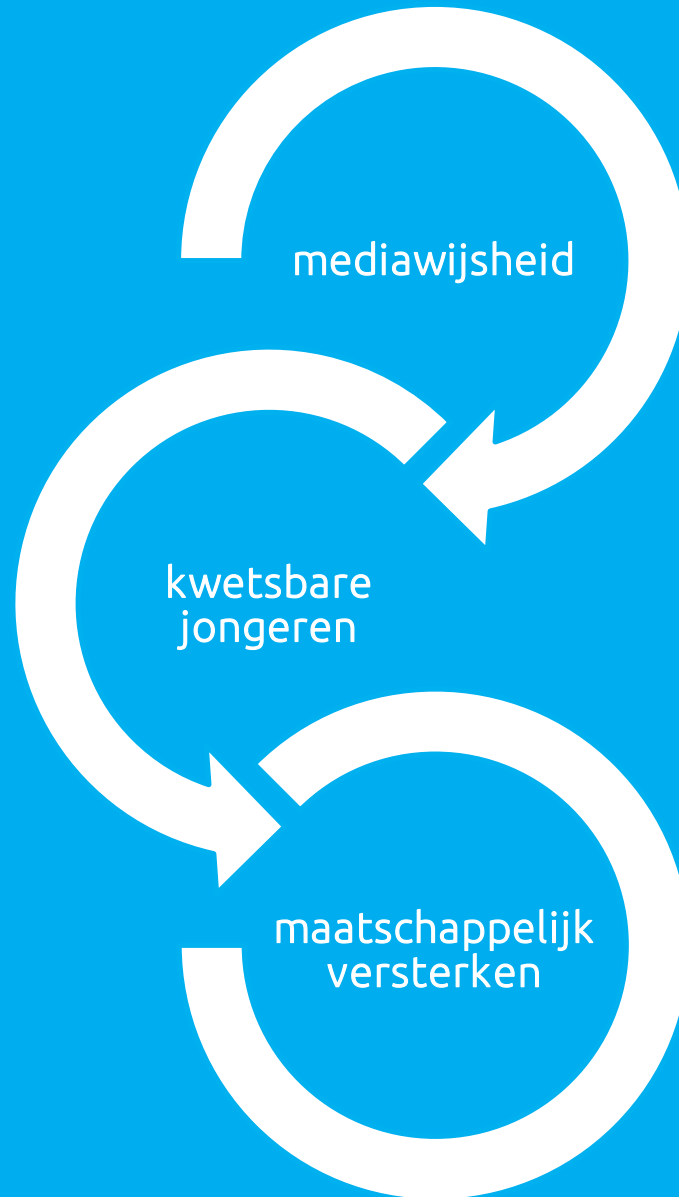 mediawijsheid
kwetsbare
jongeren
maatschappelijk
versterken